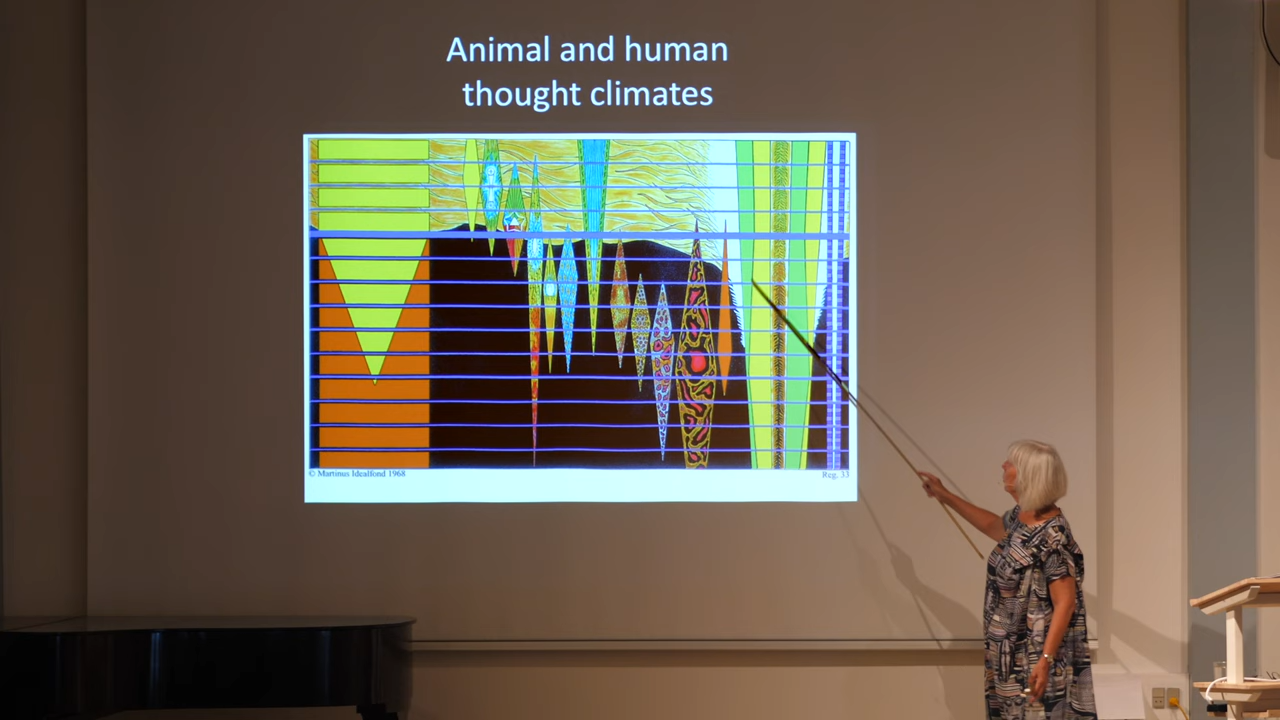 Animal and human
thought climates
© Martinus Idealfond 1968
Reg. 33